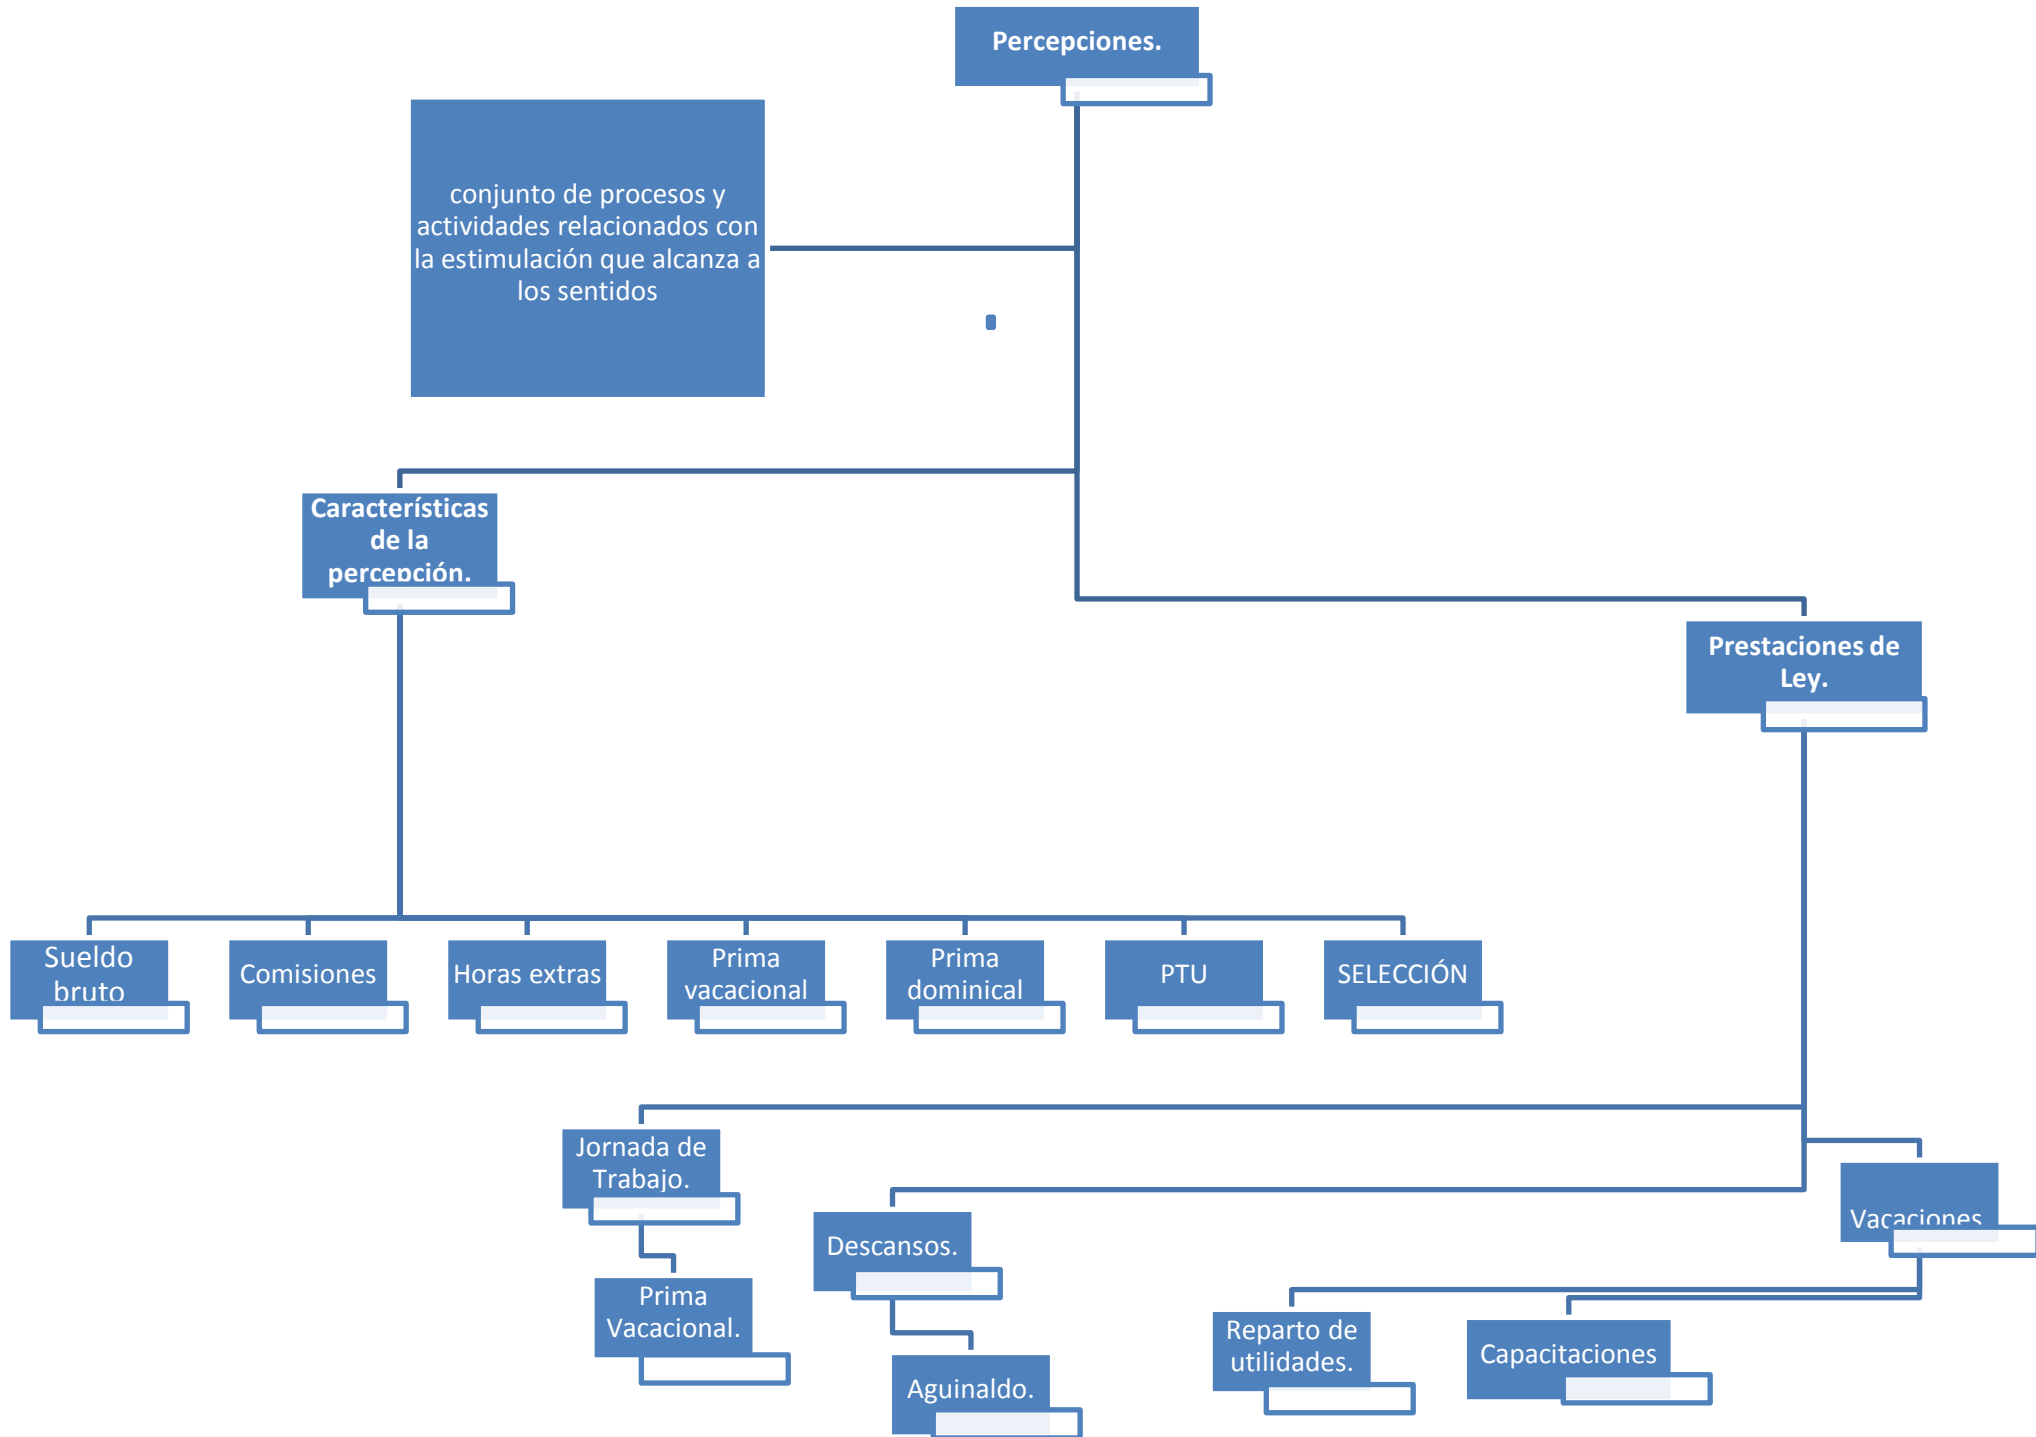 Percepciones.
conjunto de procesos y
actividades relacionados con
la estimulación que alcanza a
los sentidos
Características
de la
percepción.
Prestaciones de
Ley.
Sueldo
bruto
Comisiones
Horas extras
Prima
vacacional
Prima
dominical
PTU
SELECCIÓN
Jornada de
Trabajo.
Descansos.
Vacaciones
Prima
Vacacional.
Aguinaldo.
Reparto de
utilidades.
Capacitaciones